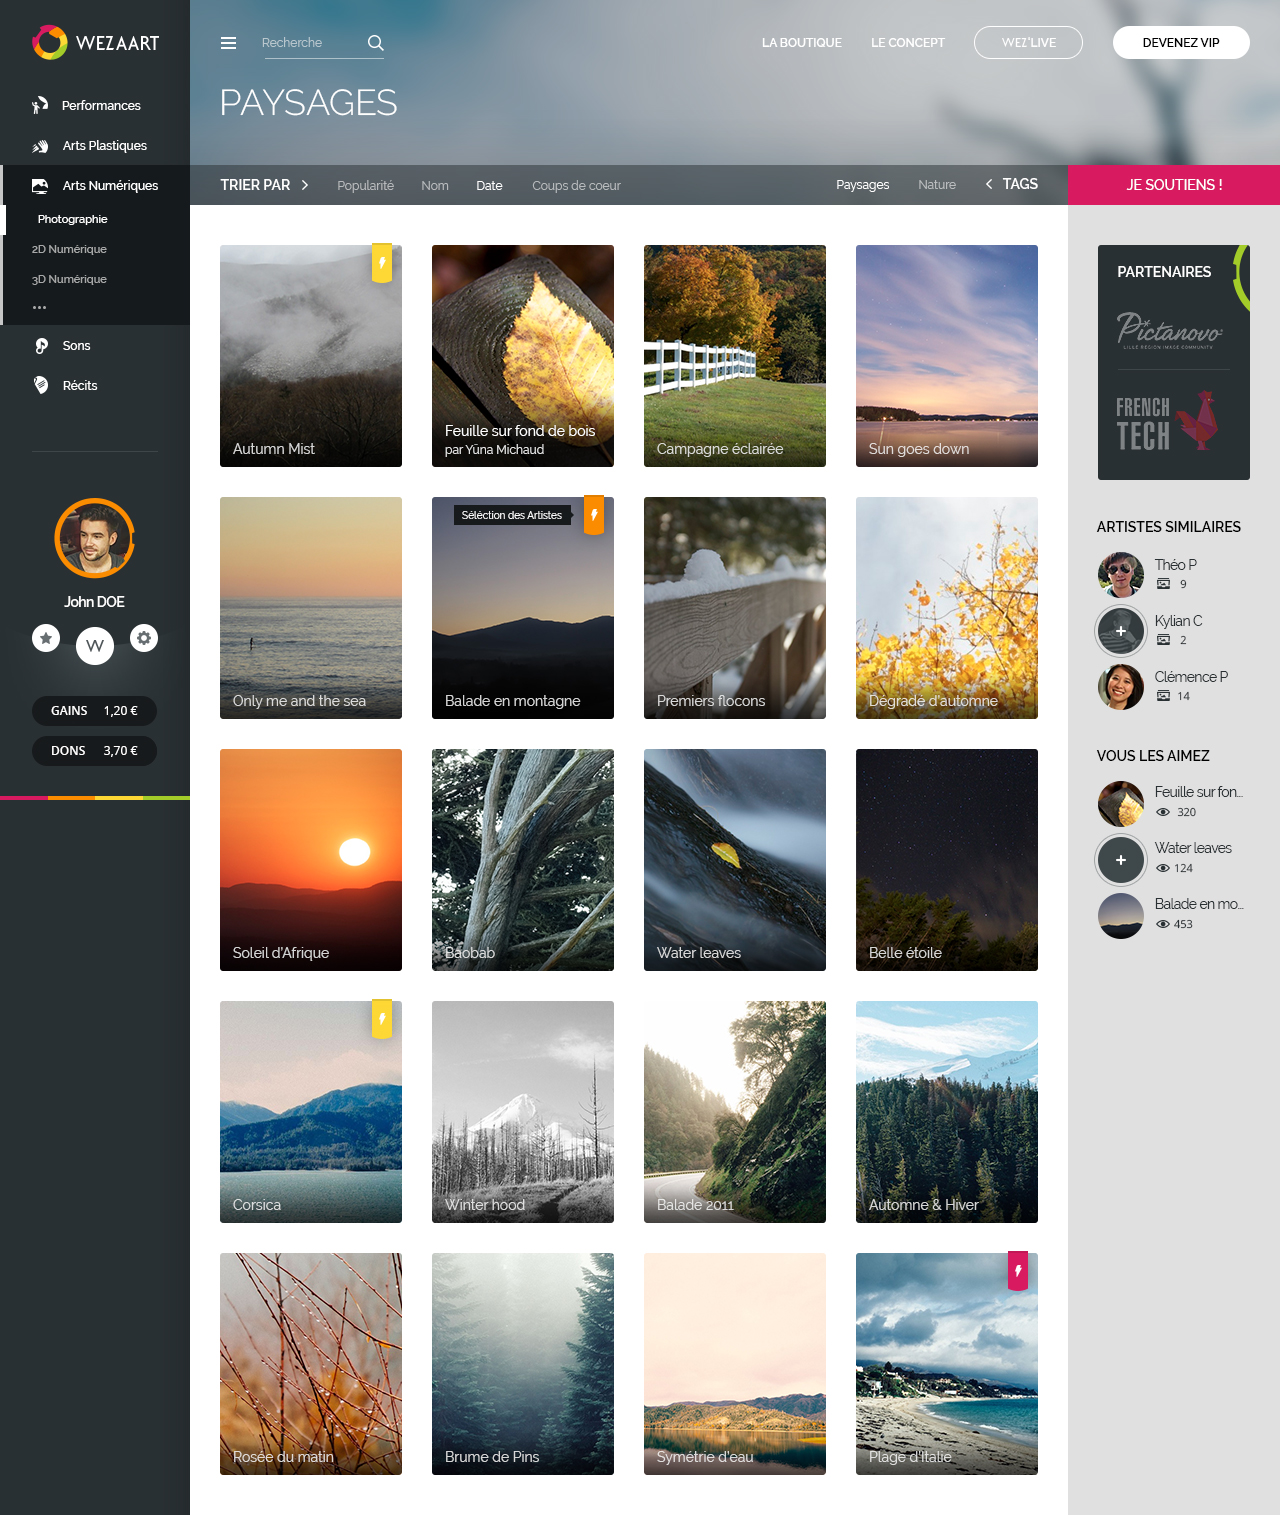 WEZAART
Recherche
LA BOUTIQUE
LE CONCEPT
WEZ'LIVE
DEVENEZ VIP
PAYSAGES
Performances
Arts Plastiques
Arts Numériques
Photographie
2D Numérique
3D Numérique
Sons
Récits
John DOE
W
GAINS 1,20 €
DONS 3,70 €
TRIER PAR
Popularité
Nom
Date
Coups de coeur
Paysages
Nature
TAGS
JE SOUTIENS !
Autumn Mist
Feuille sur fond de bois
par Yüna Michaud
Campagne éclairée
Sun goes down
Only me and the sea
Séléction des Artistes
Balade en montagne
Premiers flocons
Dégradé d'automne
Soleil d'Afrique
Baobab
Water leaves
Belle étoile
Corsica
Winter hood
Balade 2011
Automne & Hiver
Rosée du matin
Brume de Pins
Symétrie d'eau
Plage d'Italie
PARTENAIRES
Pictanovo
LILLE REGION IMAGE COMMUNITY
FRENCH
TECH
ARTISTES SIMILAIRES
Théo P
9
Kylian C
2
Clémence P
14
VOUS LES AIMEZ
Feuille sur fon...
320
Water leaves
124
Balade en mo...
453